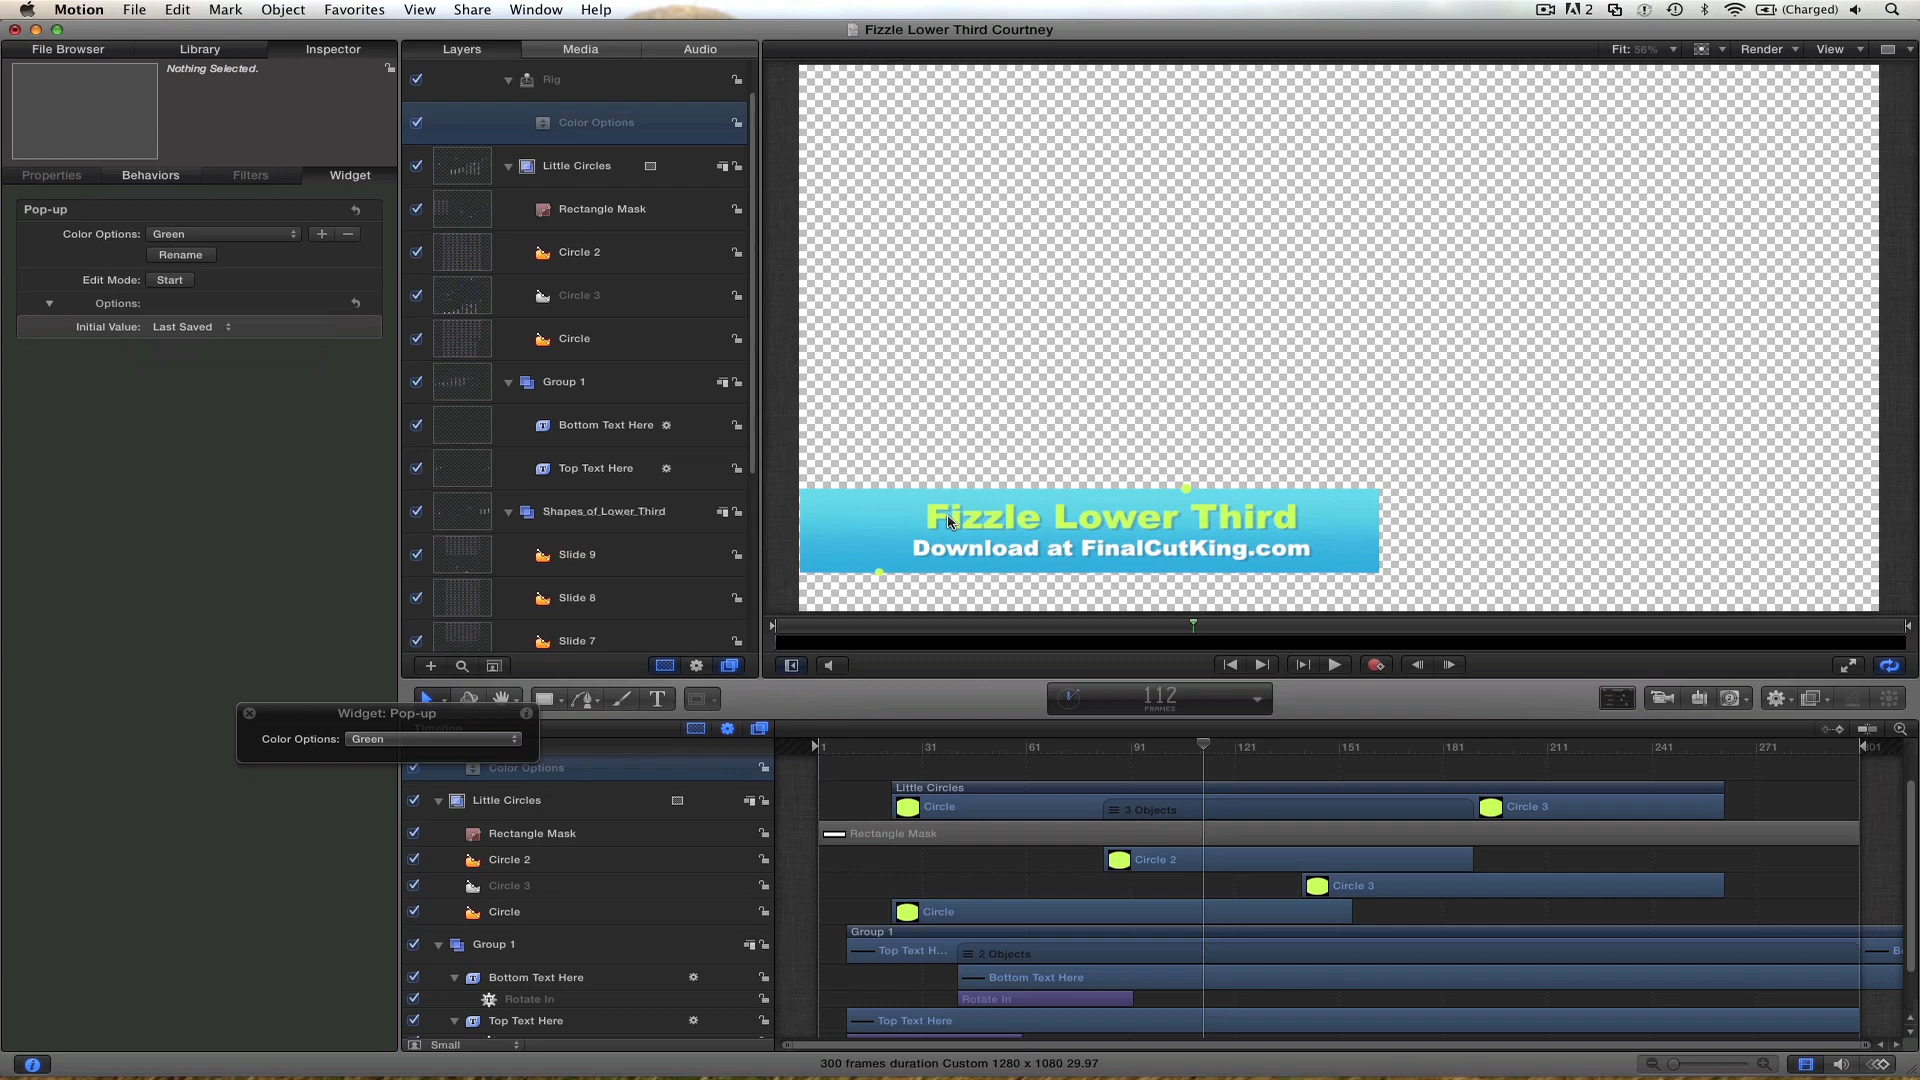 Motion File Edit Mark Object Favorites View Share Window Help
2 (Charged)
Fizzle Lower Third Courtney
File Browser Library Inspector
Layers Media Audio
Fit: 56% Render View
Nothing Selected.
Rig
Color Options
Properties Behaviors Filters Widget
Pop-up
Color Options: Green
Rename
Edit Mode: Start
Options:
Initial Value: Last Saved
Little Circles
Rectangle Mask
Circle 2
Circle 3
Circle
Group 1
Bottom Text Here
Top Text Here
Shapes of Lower Third
Slide 9
Slide 8
Slide 7
Fizzle Lower Third
Download at FinalCutKing.com
T
112
FRAMES
Widget: Pop-up
Color Options: Green
Timeline
1 31 61 91 121 151 181 211 241 271 301
Color Options
Little Circles
Little Circles
Circle 3 Objects Circle 3
Rectangle Mask Rectangle Mask
Circle 2 Circle 2
Circle 3 Circle 3
Circle Circle
Group 1
Group 1
Top Text H... 2 Objects
Bottom Text Here Bottom Text Here
Rotate In Rotate In
Top Text Here Top Text Here
Small
300 frames duration Custom 1280 x 1080 29.97